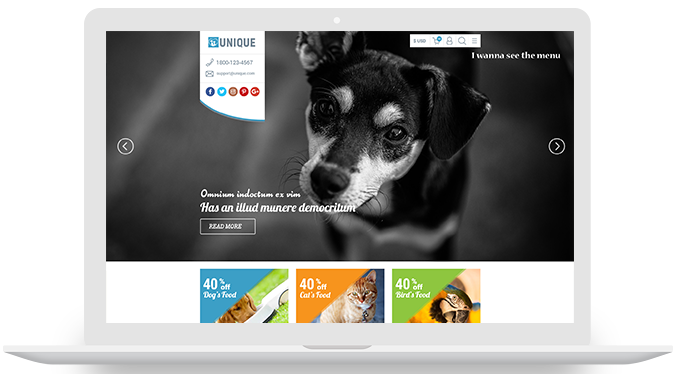 UNIQUE
1800-123-4567
support@unique.com
$ USD
I wanna see the menu
Omnium indoctum ex vim
Has an illud munere democritum
READ MORE
40% off
Dog's Food
40% off
Cat's Food
40% off
Bird's Food